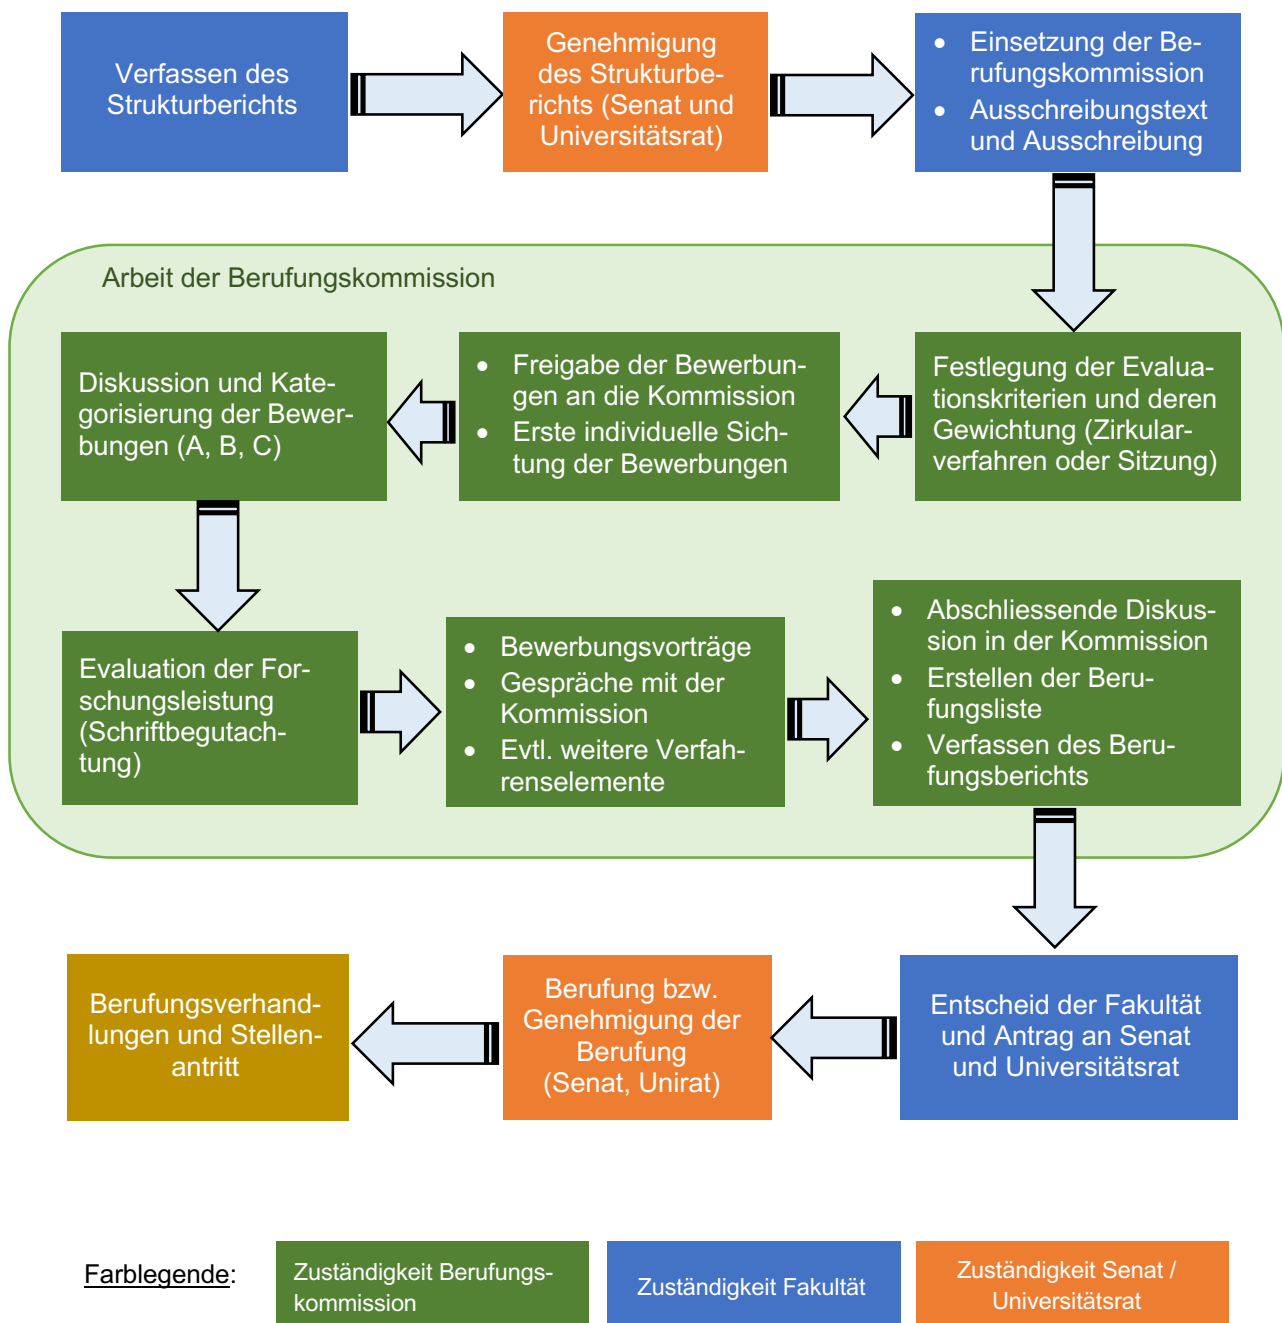 Verfassen des
Strukturberichts
Genehmigung
des Strukturbe-
richts (Senat und
Universitätsrat)
• Einsetzung der Be-
rufungskommission
• Ausschreibungstext
und Ausschreibung
Arbeit der Berufungskommission
Festlegung der Evalua-
tionskriterien und deren
Gewichtung (Zirkular-
verfahren oder Sitzung)
• Freigabe der Bewerbun-
gen an die Kommission
• Erste individuelle Sich-
tung der Bewerbungen
Diskussion und Kate-
gorisierung der Bewer-
bungen (A, B, C)
Evaluation der For-
schungsleistung
(Schriftbegutach-
tung)
• Bewerbungsvorträge
• Gespräche mit der
Kommission
• Evtl. weitere Verfah-
renselemente
• Abschliessende Diskus-
sion in der Kommission
• Erstellen der Beru-
fungsliste
• Verfassen des Beru-
fungsberichts
Entscheid der Fakultät
und Antrag an Senat
und Universitätsrat
Berufung bzw.
Genehmigung der
Berufung
(Senat, Unirat)
Berufungsverhand-
lungen und Stellen-
antritt
Farblegende:
Zuständigkeit Berufungs-
kommission
Zuständigkeit Fakultät
Zuständigkeit Senat /
Universitätsrat